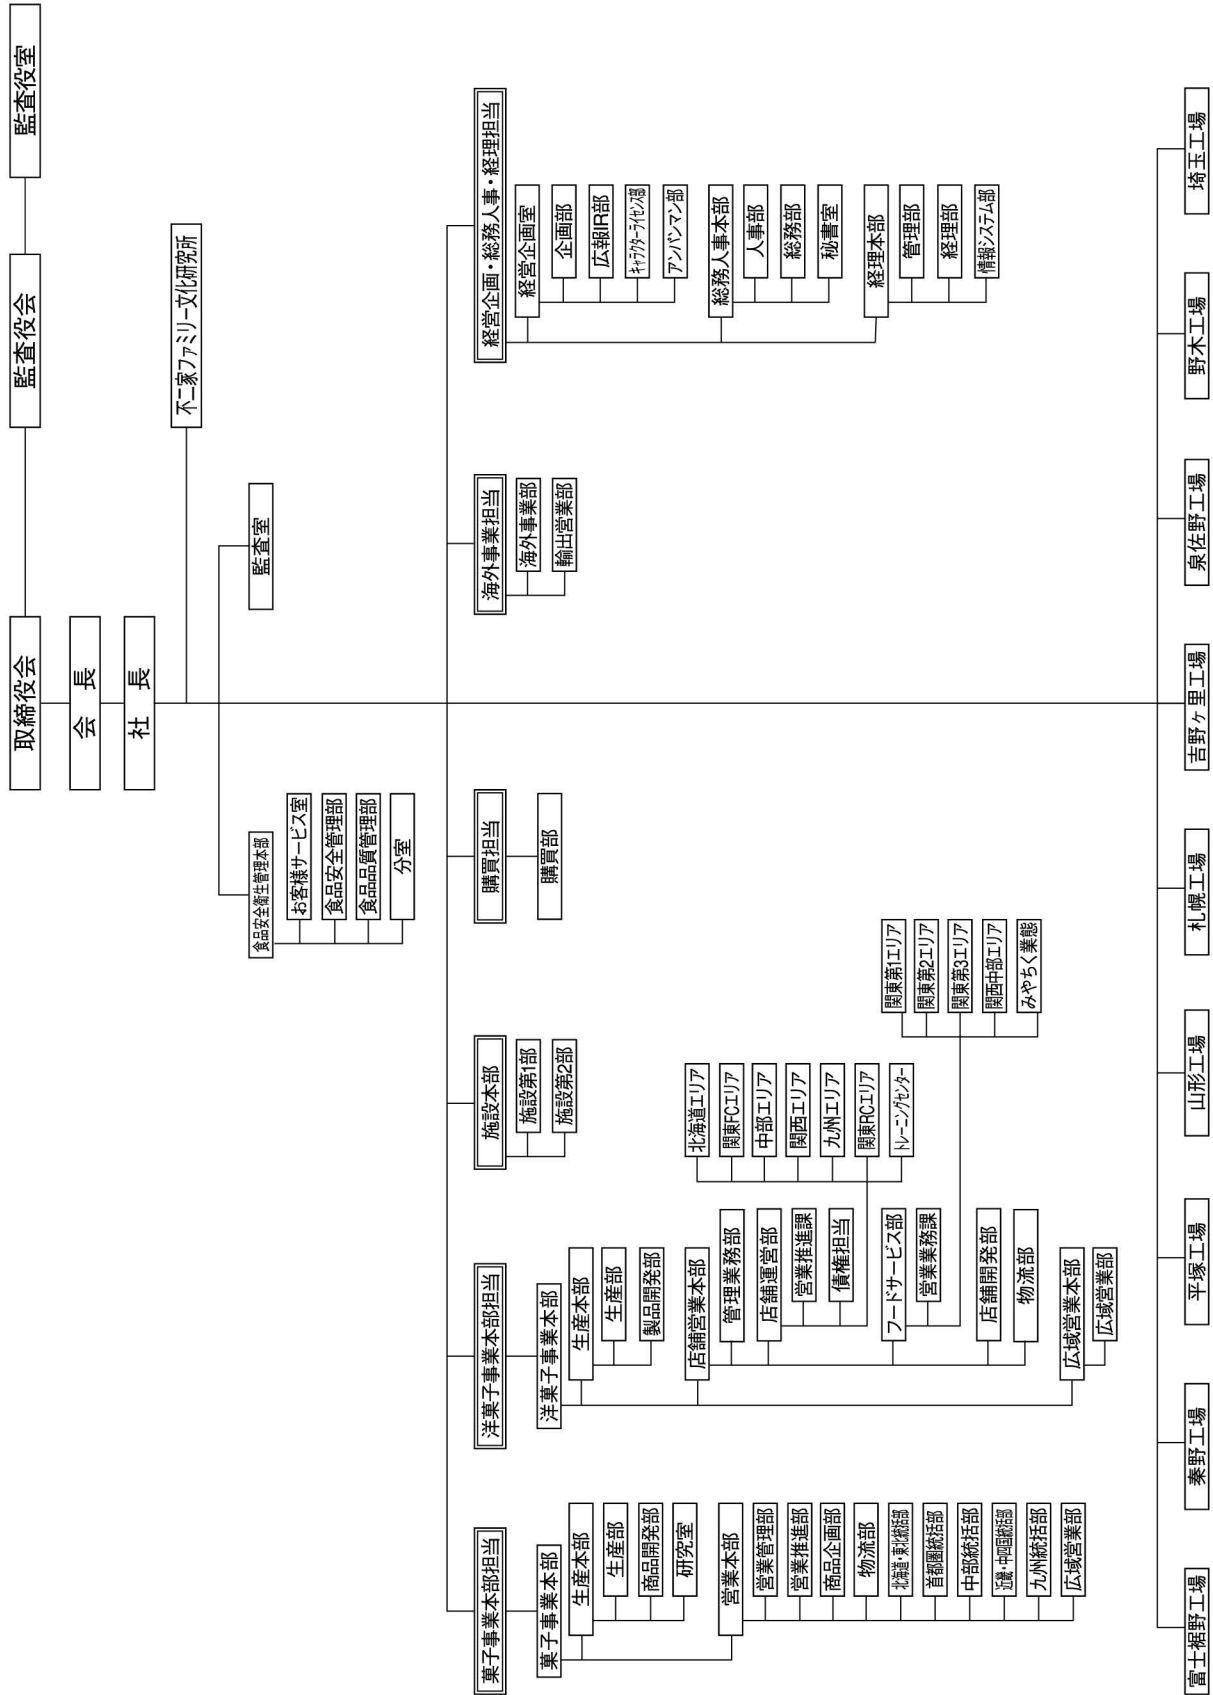 取締役会
監査役会
監査役室
会長
社長
不二家ファミリー文化研究所
食品安全衛生管理本部
お客様サービス室
食品安全管理部
食品品質管理部
分室
監査室
菓子事業本部担当
菓子事業本部
生産本部
生産部
商品開発部
研究室
営業本部
営業管理部
営業推進部
商品企画部
物流部
北海道・東北統括部
首都圏統括部
中部統括部
近畿・中四国統括部
九州統括部
広域営業部
洋菓子事業本部担当
洋菓子事業本部
生産本部
生産部
製品開発部
店舗営業本部
管理業務部
店舗運営部
営業推進課
債権担当
北海道エリア
関東FCエリア
中部エリア
関西エリア
九州エリア
関東RCエリア
トレーニングセンター
フードサービス部
営業業務課
関東第1エリア
関東第2エリア
関東第3エリア
関西中部エリア
みやちく業態
店舗開発部
物流部
広域営業本部
広域営業部
施設本部
施設第1部
施設第2部
購買担当
購買部
海外事業担当
海外事業部
輸出営業部
経営企画・総務人事・経理担当
経営企画室
企画部
広報IR部
キャラクターライセンス部
アンパンマン部
総務人事本部
人事部
総務部
秘書室
経理本部
管理部
経理部
情報システム部
富士裾野工場
秦野工場
平塚工場
山形工場
札幌工場
吉野ヶ里工場
泉佐野工場
野木工場
埼玉工場